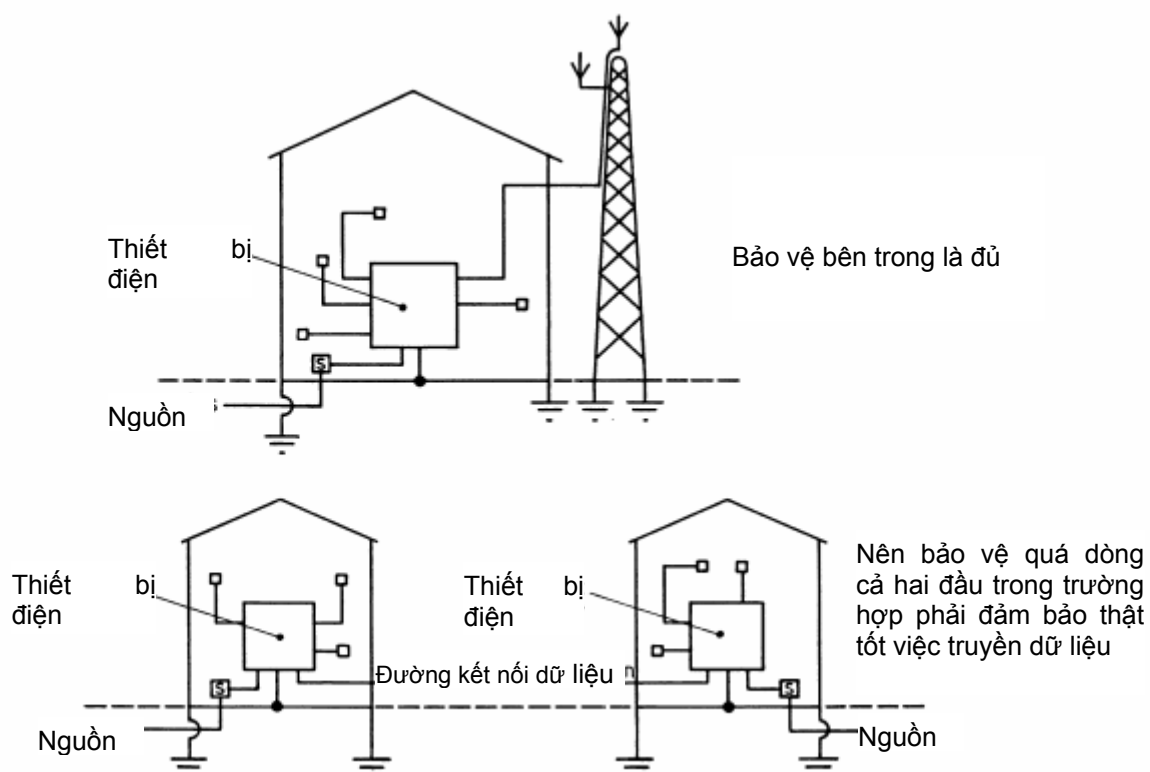 Thiết bị
điện
Bảo vệ bên trong là đủ
S
Nguồn
Thiết bị
điện
Thiết bị
điện
Nên bảo vệ quá dòng
cả hai đầu trong trường
hợp phải đảm bảo thật
tốt việc truyền dữ liệu
Đường kết nối dữ liệu
S
S
Nguồn
Nguồn